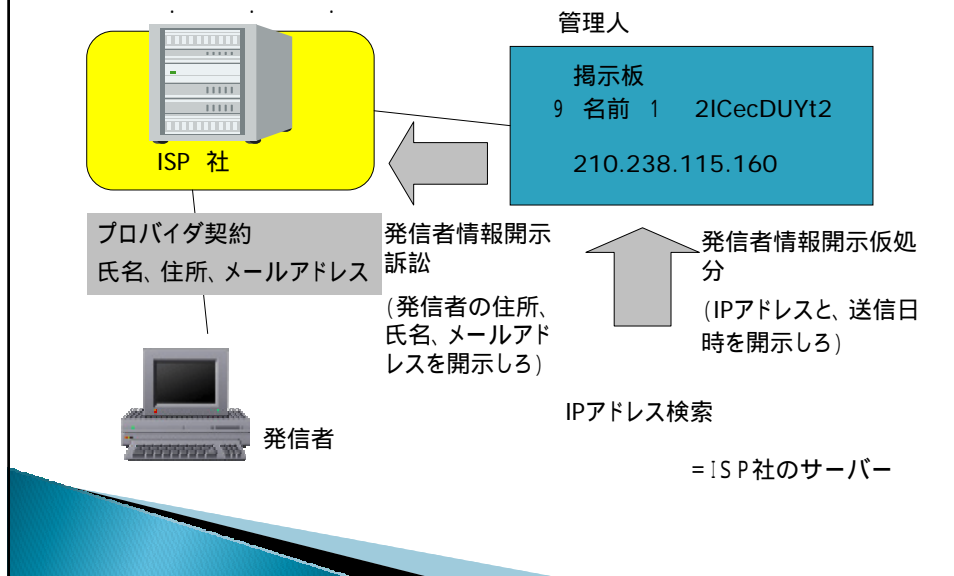 管理人
掲示板
9 名前 1 2ICecDUYt2
210.238.115.160
ISP 社
プロバイダ契約
氏名、住所、メールアドレス
発信者情報開示
訴訟
(発信者の住所、
氏名、メールアド
レスを開示しろ)
発信者情報開示仮処
分
(IPアドレスと、送信日
時を開示しろ)
発信者
IPアドレス検索
=ISP社のサーバー